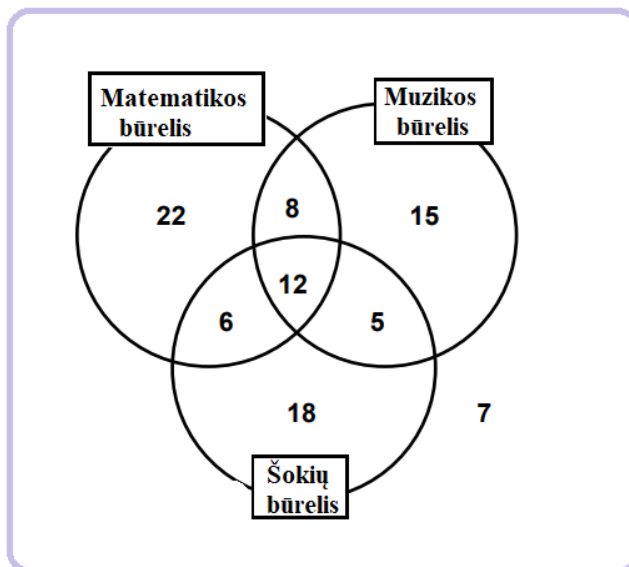 Matematikos
būrelis
Muzikos
būrelis
22
8
15
12
6
5
18
7
Šokių
būrelis